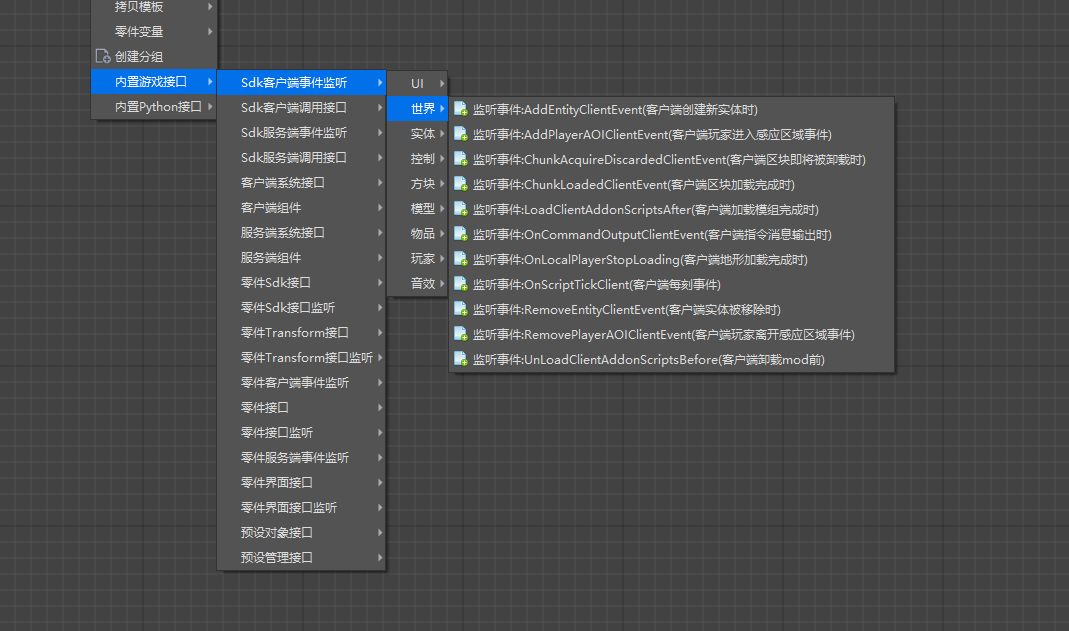 拷贝模板
零件变量
创建分组
内置游戏接口
内置Python接口
Sdk客户端事件监听
Sdk客户端调用接口
Sdk服务端事件监听
Sdk服务端调用接口
客户端系统接口
客户端组件
服务端系统接口
服务端组件
零件Sdk接口
零件Sdk接口监听
零件Transform接口
零件Transform接口监听
零件客户端事件监听
零件接口
零件接口监听
零件服务端事件监听
零件界面接口
零件界面接口监听
预设对象接口
预设管理接口
UI
世界
实体
控制
方块
模型
物品
玩家
音效
监听事件:AddEntityClientEvent(客户端创建新实体时)
监听事件:AddPlayerAOIClientEvent(客户端玩家进入感应区域事件)
监听事件:ChunkAcquireDiscardedClientEvent(客户端区块即将被卸载时)
监听事件:ChunkLoadedClientEvent(客户端区块加载完成时)
监听事件:LoadClientAddonScriptsAfter(客户端加载模组完成时)
监听事件:OnCommandOutputClientEvent(客户端指令消息输出时)
监听事件:OnLocalPlayerStopLoading(客户端地形加载完成时)
监听事件:OnScriptTickClient(客户端每刻事件)
监听事件:RemoveEntityClientEvent(客户端实体被移除时)
监听事件:RemovePlayerAOIClientEvent(客户端玩家离开感应区域事件)
监听事件:UnLoadClientAddonScriptsBefore(客户端卸载mod前)